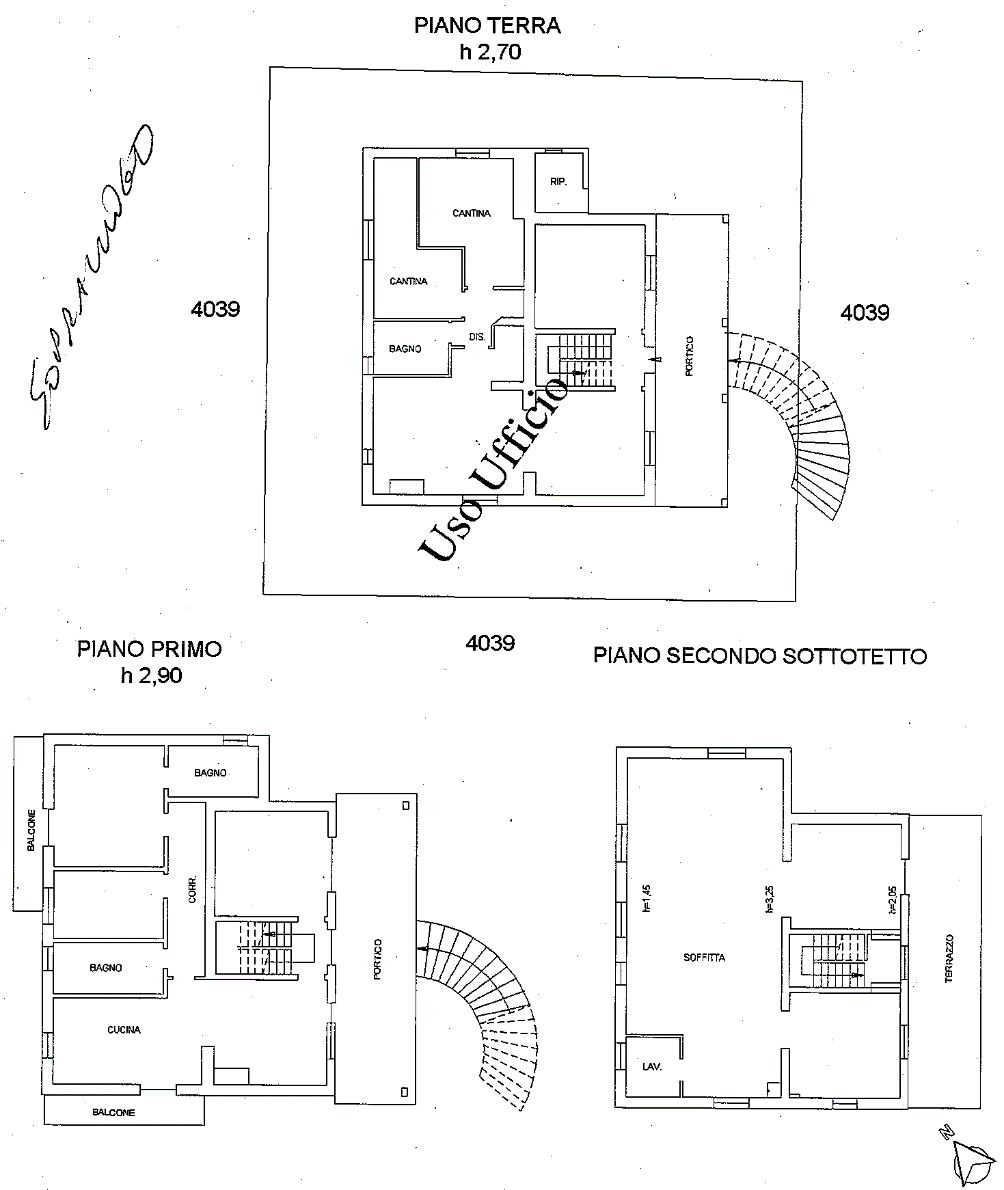 PIANO TERRA
h 2,70
RIP.
CANTINA
CANTINA
4039
4039
DIS.
BAGNO
PORTICO
Uso Ufficio
4039
PIANO PRIMO
h 2,90
PIANO SECONDO SOTTOTETTO
BAGNO
BALCONE
CORR.
PORTICO
BAGNO
CUCINA
BALCONE
h=1,45
h=3,25
h=2,05
SOFFITTA
TERRAZZO
LAV.
N